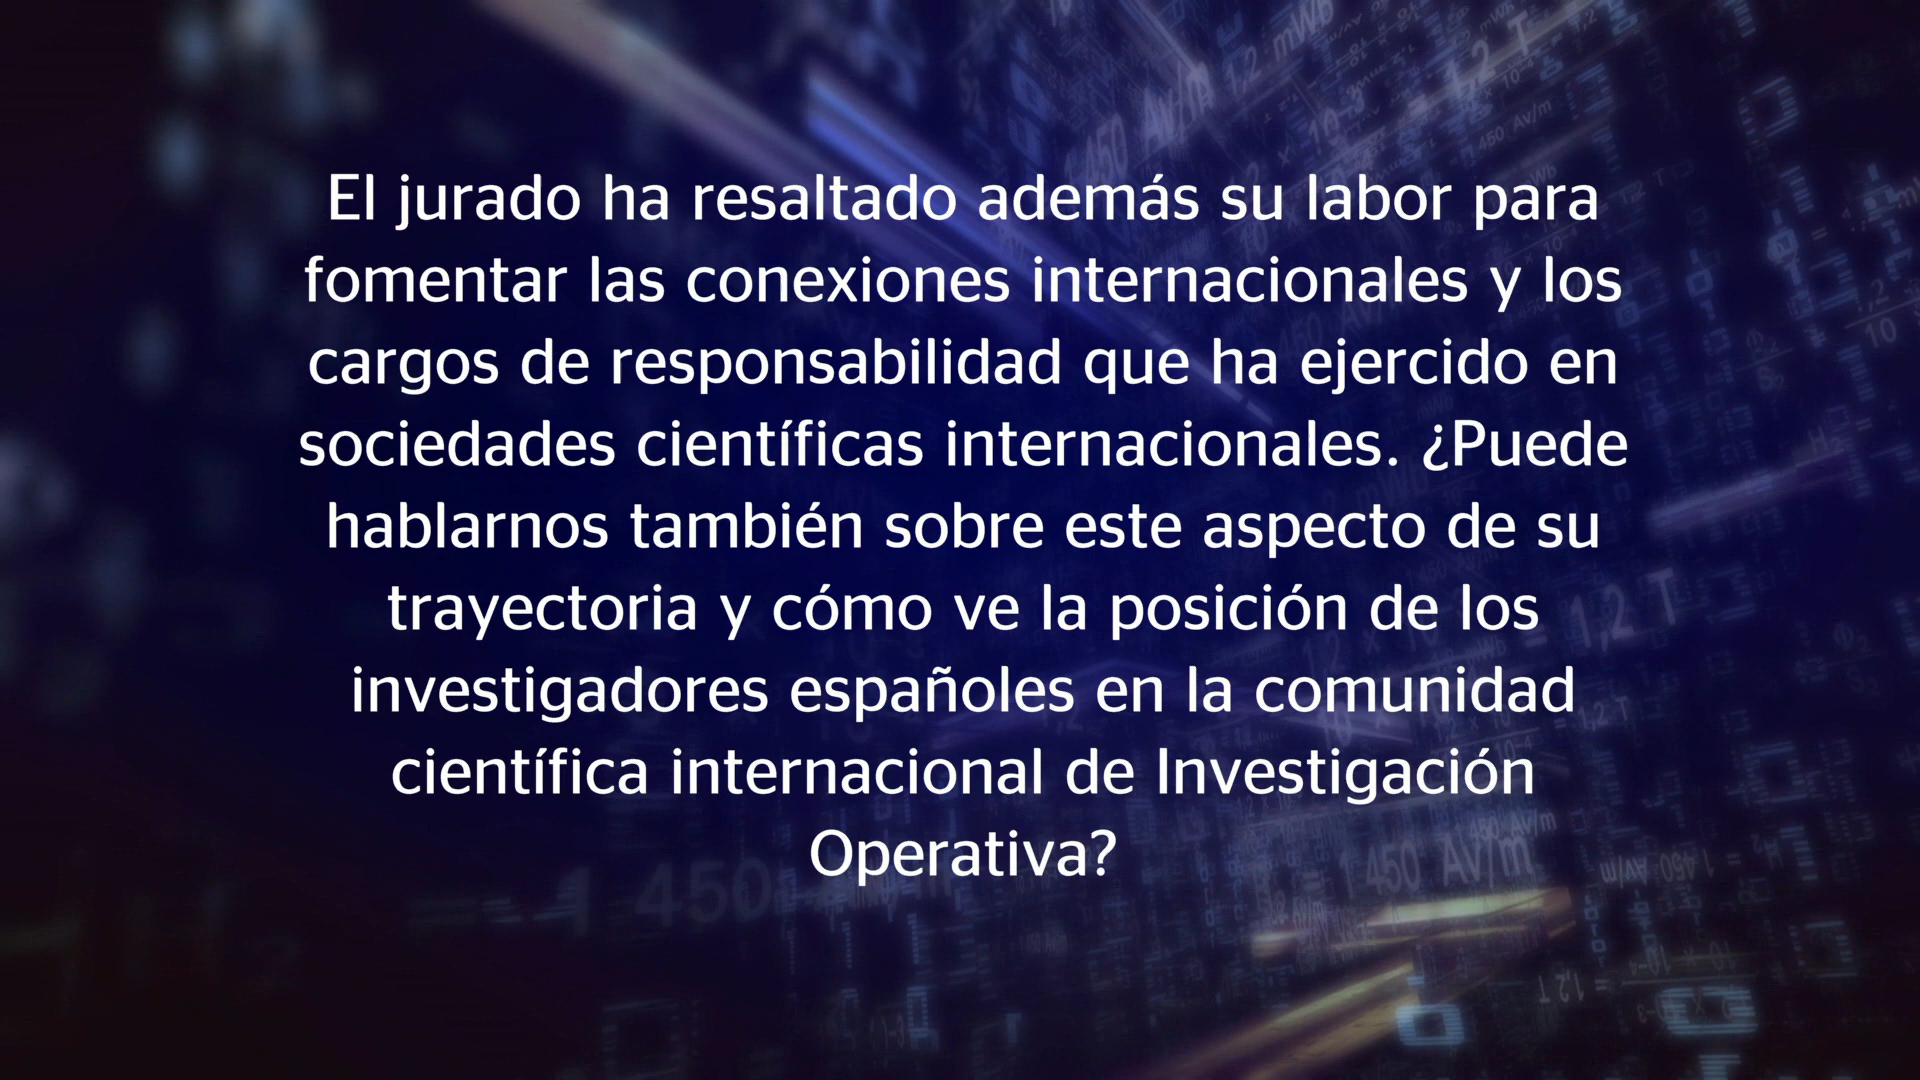 El jurado ha resaltado además su labor para
fomentar las conexiones internacionales y los
cargos de responsabilidad que ha ejercido en
sociedades científicas internacionales. ¿Puede
hablarnos también sobre este aspecto de su
trayectoria y cómo ve la posición de los
investigadores españoles en la comunidad
científica internacional de Investigación
Operativa?